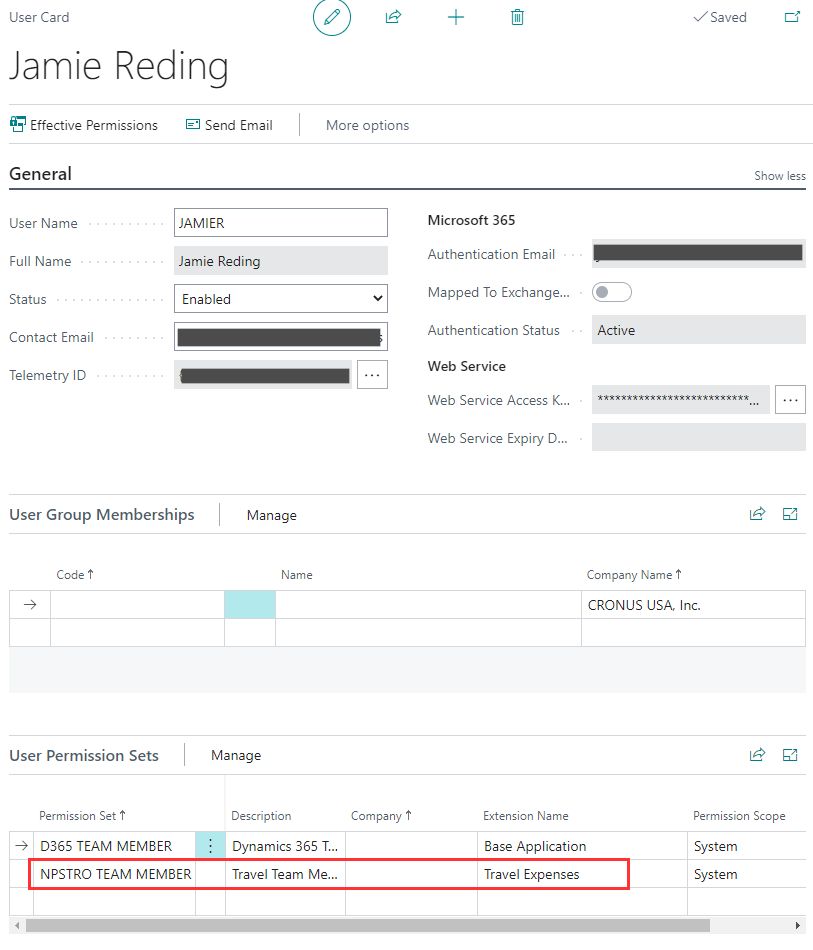 User Card
Saved
Jamie Reding
Effective Permissions Send Email More options
General Show less
User Name JAMIER
Full Name Jamie Reding
Status Enabled
Contact Email
Telemetry ID ...
Microsoft 365
Authentication Email
Mapped To Exchange...
Authentication Status Active
Web Service
Web Service Access K... ***************************... ...
Web Service Expiry D...
User Group Memberships Manage
Code ↑ Name Company Name ↑
→ CRONUS USA, Inc.
User Permission Sets Manage
Permission Set ↑ Description Company ↑ Extension Name Permission Scope
→ D365 TEAM MEMBER ⋮ Dynamics 365 T... Base Application System
NPSTRO TEAM MEMBER Travel Team Me... Travel Expenses System